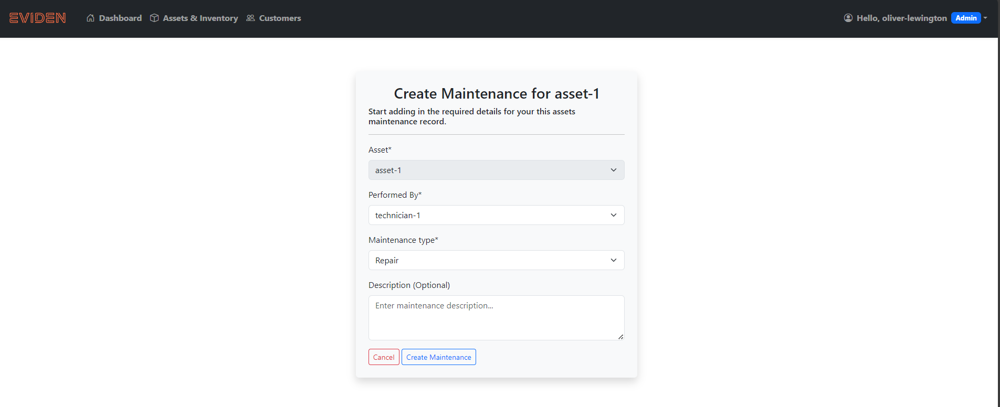 EVIDEN Dashboard Assets & Inventory Customers Hello, oliver-lewington Admin
Create Maintenance for asset-1
Start adding in the required details for your this assets
maintenance record.
Asset*
asset-1
Performed By*
technician-1
Maintenance type*
Repair
Description (Optional)
Enter maintenance description...
Cancel Create Maintenance